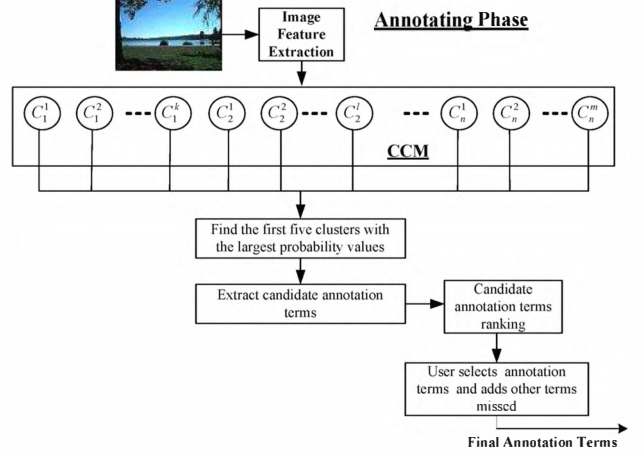 Image
Feature
Extraction
Annotating Phase
C_1^1 C_1^2 --- C_1^k C_2^1 C_2^2 --- C_2^l --- C_n^1 C_n^2 --- C_n^m
CCM
Find the first five clusters with
the largest probability values
Extract candidate annotation
terms
Candidate
annotation terms
ranking
User selects annotation
terms and adds other terms
missed
Final Annotation Terms